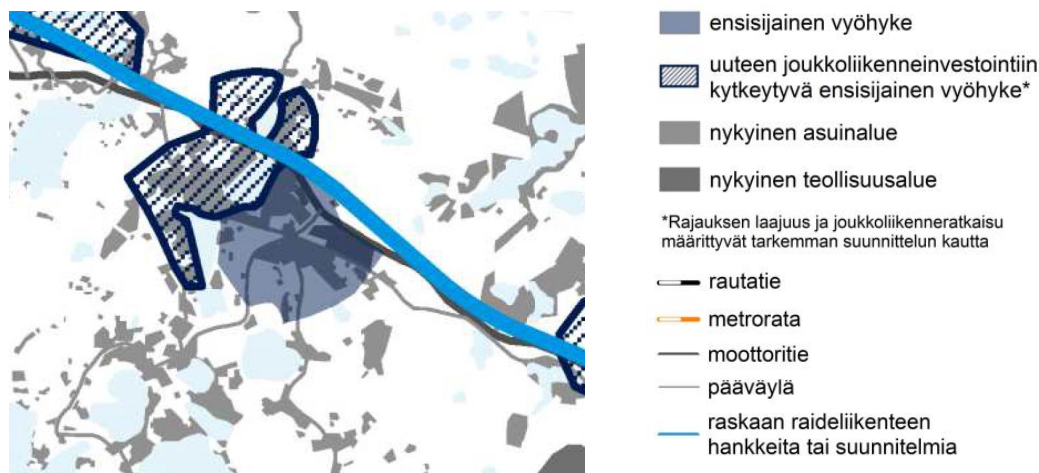 ensisijainen vyöhyke
uuteen joukkoliikenneinvestointiin
kytkeytyvä ensisijainen vyöhyke*
nykyinen asuinalue
nykyinen teollisuusalue
*Rajauksen laajuus ja joukkoliikenneratkaisu
määrittyvät tarkemman suunnittelun kautta
rautatie
metrorata
moottoritie
pääväylä
raskaan raideliikenteen
hankkeita tai suunnitelmia